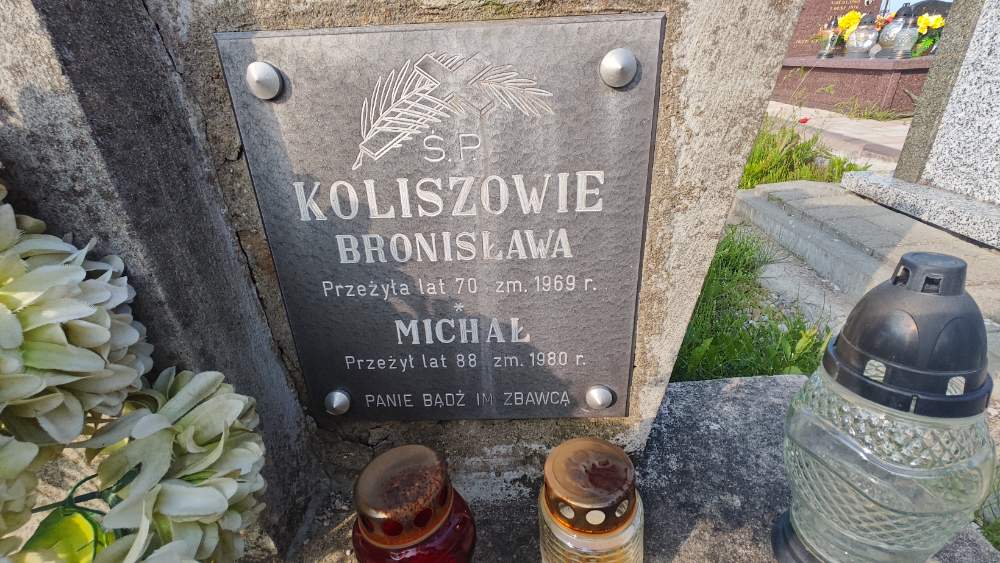 Ś.P.
KOLISZOWIE
BRONISŁAWA
Przeżyła lat 70 zm. 1969 r.
*
MICHAŁ
Przeżył lat 88 zm. 1980 r.
PANIE BĄDŹ IM ZBAWCĄ